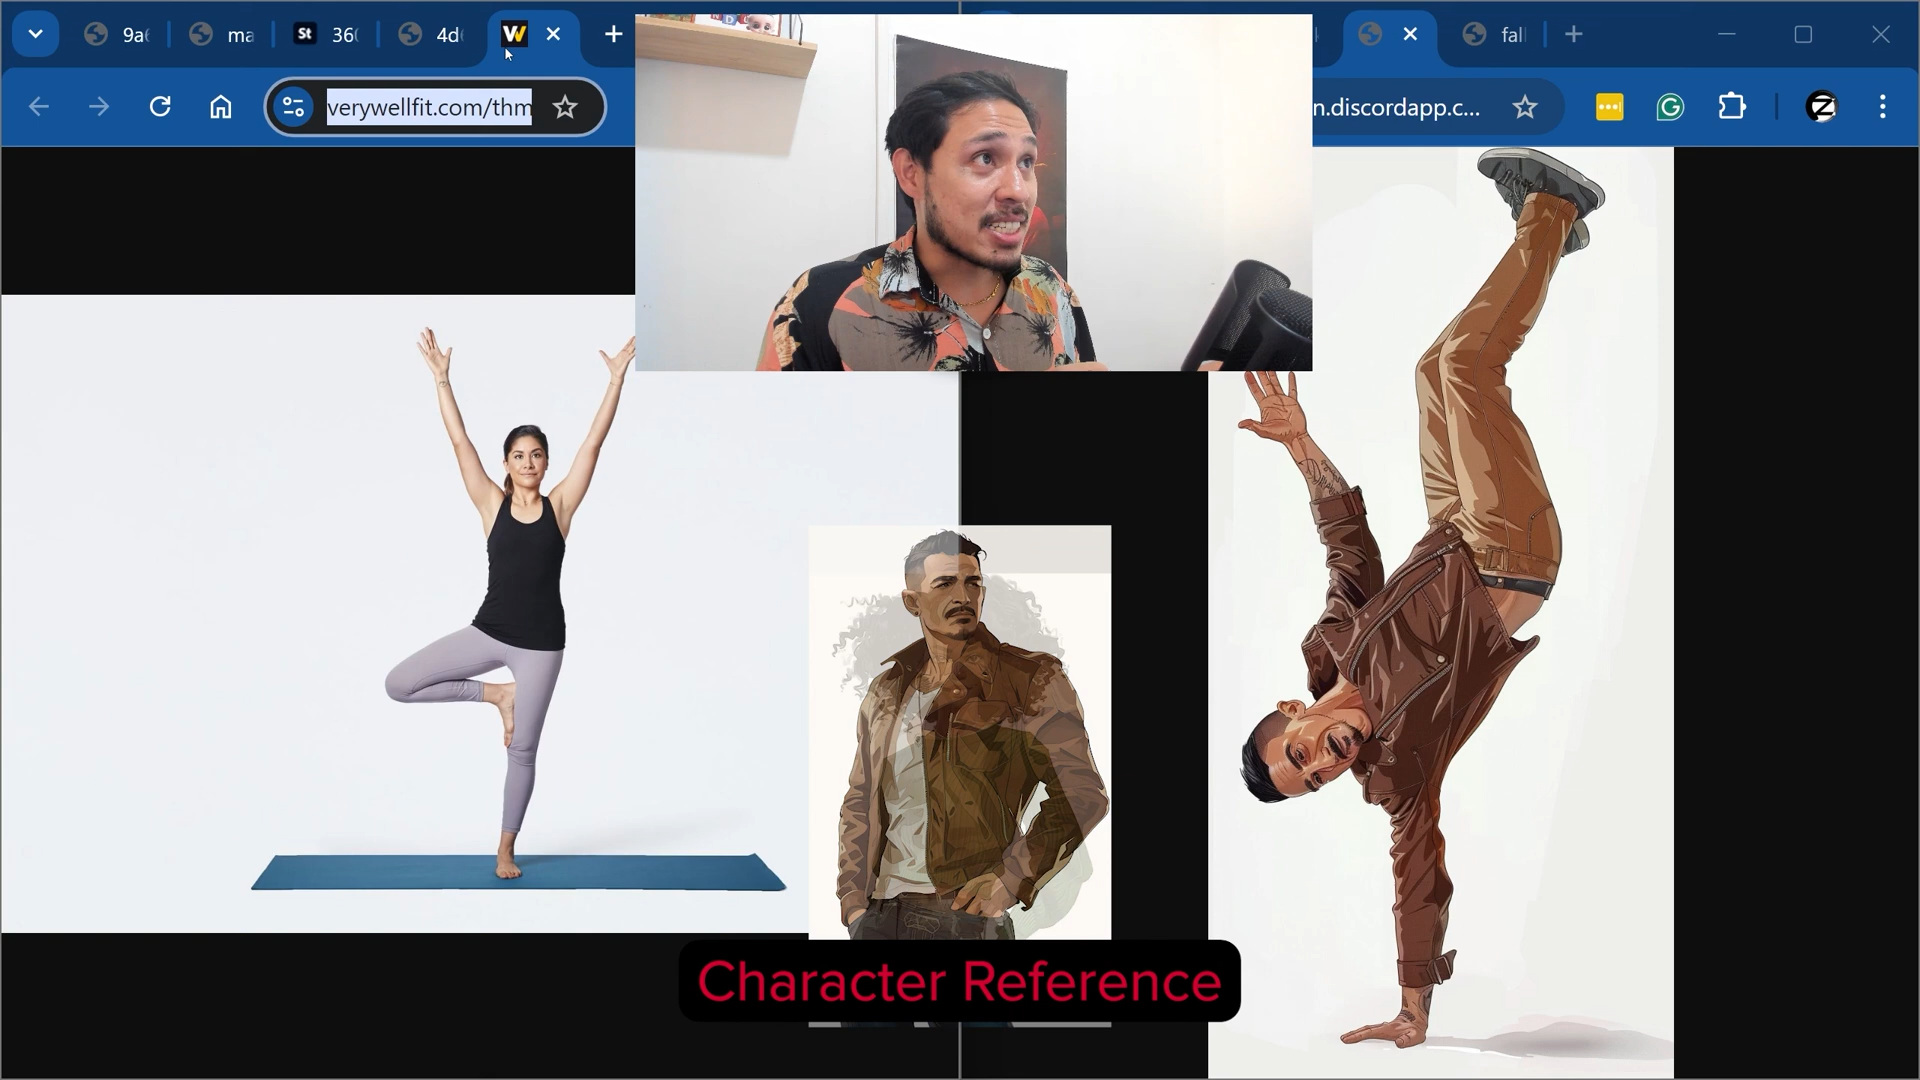 9a
ma
St 36
4d
W
fal
verywellfit.com/thm
n.discordapp.c...
Character Reference